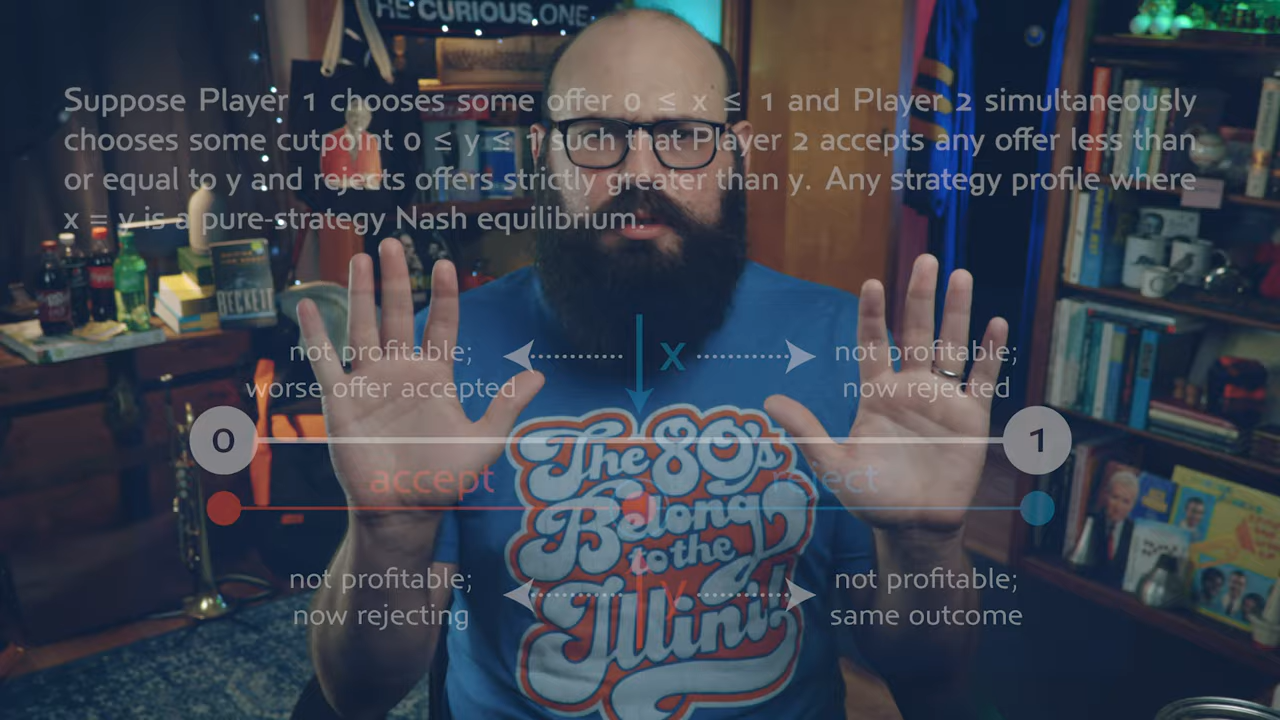 THE CURIOUS ONE
Suppose Player 1 chooses some offer 0 ≤ x ≤ 1 and Player 2 simultaneously
chooses some cutpoint 0 ≤ y ≤ 1 such that Player 2 accepts any offer less than
or equal to y and rejects offers strictly greater than y. Any strategy profile where
x = y is a pure-strategy Nash equilibrium.
BECKETT
not profitable;
worse offer accepted
x
not profitable;
now rejected
0
1
accept
reject
The 80's
Belong
to the
Illini!
not profitable;
now rejecting
y
not profitable;
same outcome